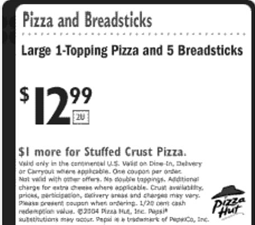 Pizza and Breadsticks
Large 1-Topping Pizza and 5 Breadsticks
$12.99
2U
$1 more for Stuffed Crust Pizza.
Valid only in the continental U.S. Valid on Dine-In, Delivery
or Carryout where applicable. One coupon per order.
Not valid with other offers. No double toppings. Additional
charge for extra cheese where applicable. Crust availability,
prices, participation, delivery areas and charges may vary.
Please present coupon when ordering. 1/20 cent cash
redemption value. ©2004 Pizza Hut, Inc. Pepsi®
substitutions may occur. Pepsi is a trademark of PepsiCo, Inc.
Pizza
Hut